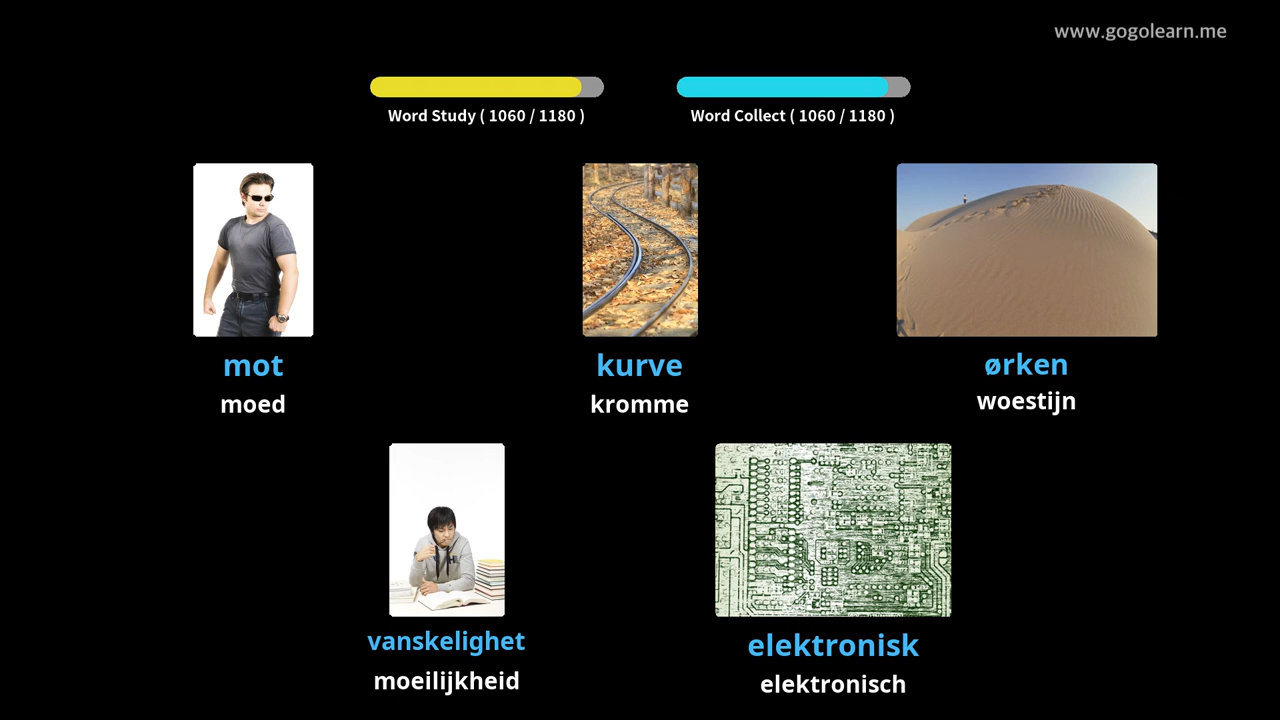 www.gogolearn.me
Word Study ( 1060 / 1180 )
Word Collect ( 1060 / 1180 )
mot
moed
kurve
kromme
ørken
woestijn
vanskelighet
moeilijkheid
elektronisk
elektronisch